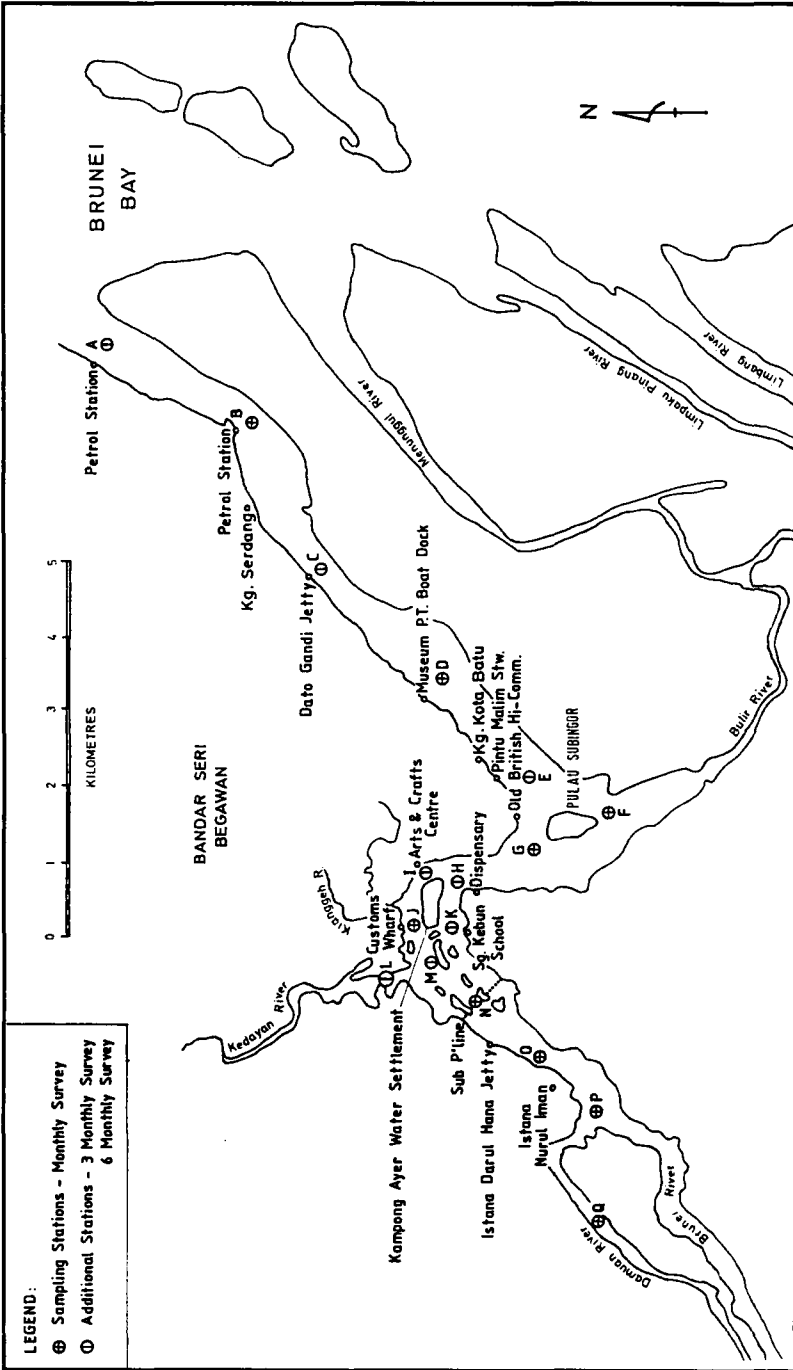 LEGEND:
⊕ Sampling Stations - Monthly Survey
⦶ Additional Stations - 3 Monthly Survey
6 Monthly Survey
0 1 2 3 4 5
KILOMETRES
BRUNEI
BAY
N
BANDAR SERI
BEGAWAN
Petrol Station
A
Petrol Station
B
Kg. Serdang
Dato Gandi Jetty
C
Museum P.T. Boat Dock
D
Kg. Kota Batu
Pintu Malim Stw.
Old British Hi-Comm.
E
PULAU SUBINGOR
F
G
Dispensary
H
Arts & Crafts
Centre
I
Kianggeh R
Customs
Wharf
J
K
Sg. Kebun
School
L
Kedayan River
M
Kampong Ayer Water Settlement
Sub P'line
N
Istana Darul Hana Jetty
O
Istana
Nurul Iman
P
Q
Damuan River
Brunei River
Menunggul River
Limpaku Pinang River
Limbang River
Bulir River